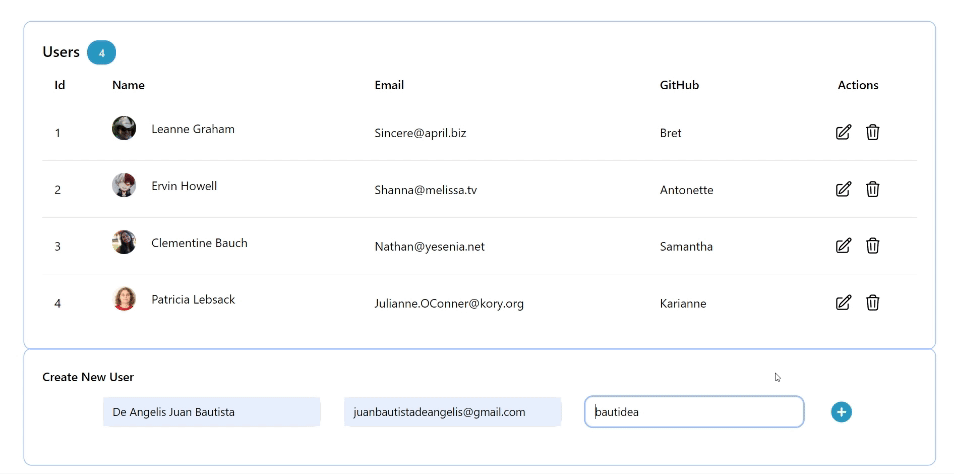 Users 4
Id Name Email GitHub Actions
1 Leanne Graham Sincere@april.biz Bret
2 Ervin Howell Shanna@melissa.tv Antonette
3 Clementine Bauch Nathan@yesenia.net Samantha
4 Patricia Lebsack Julianne.OConner@kory.org Karianne
Create New User
De Angelis Juan Bautista juanbautistadeangelis@gmail.com bautidea